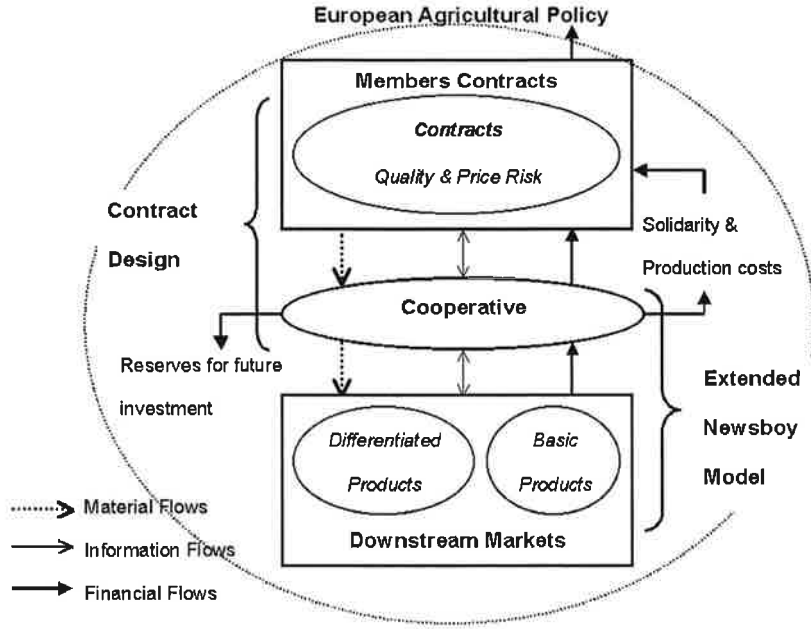 European Agricultural Policy
Members Contracts
Contracts
Quality & Price Risk
Contract
Design
Solidarity &
Production costs
Cooperative
Reserves for future
investment
Extended
Newsboy
Model
Differentiated
Products
Basic
Products
Downstream Markets
Material Flows
Information Flows
Financial Flows